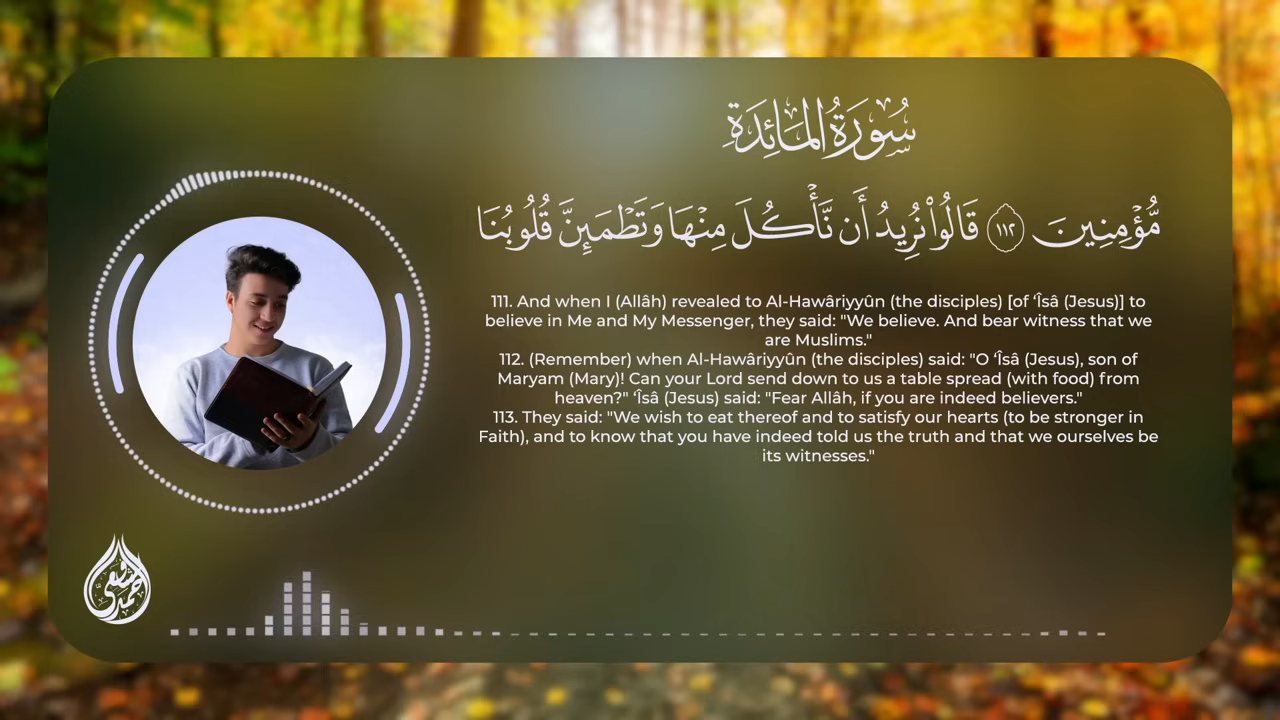 سُورَةُ المَائِدَةِ
مُّؤْمِنِينَ ١١٢ قَالُوا۟ نُرِيدُ أَن نَّأْكُلَ مِنْهَا وَتَطْمَئِنَّ قُلُوبُنَا
111. And when I (Allâh) revealed to Al-Hawâriyyûn (the disciples) [of ‘Îsâ (Jesus)] to
believe in Me and My Messenger, they said: "We believe. And bear witness that we
are Muslims."
112. (Remember) when Al-Hawâriyyûn (the disciples) said: "O ‘Îsâ (Jesus), son of
Maryam (Mary)! Can your Lord send down to us a table spread (with food) from
heaven?" ‘Îsâ (Jesus) said: "Fear Allâh, if you are indeed believers."
113. They said: "We wish to eat thereof and to satisfy our hearts (to be stronger in
Faith), and to know that you have indeed told us the truth and that we ourselves be
its witnesses."